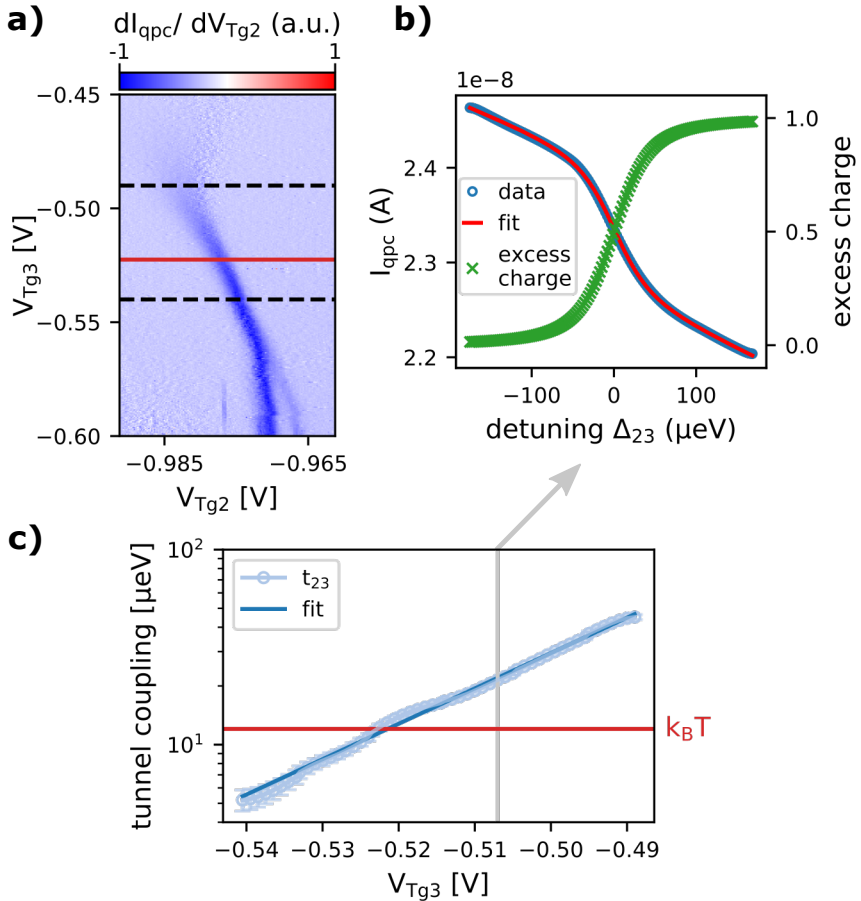 a)
dI_qpc/ dV_Tg2 (a.u.)
-1 1
−0.45
−0.50
−0.55
−0.60
V_Tg3 [V]
−0.985 −0.965
V_Tg2 [V]
b)
1e−8
2.4
2.3
2.2
I_qpc (A)
data
fit
excess
charge
1.0
0.5
0.0
excess charge
−100 0 100
detuning Δ_23 (μeV)
c)
10^2
10^1
tunnel coupling [μeV]
t_23
fit
k_BT
−0.54 −0.53 −0.52 −0.51 −0.50 −0.49
V_Tg3 [V]